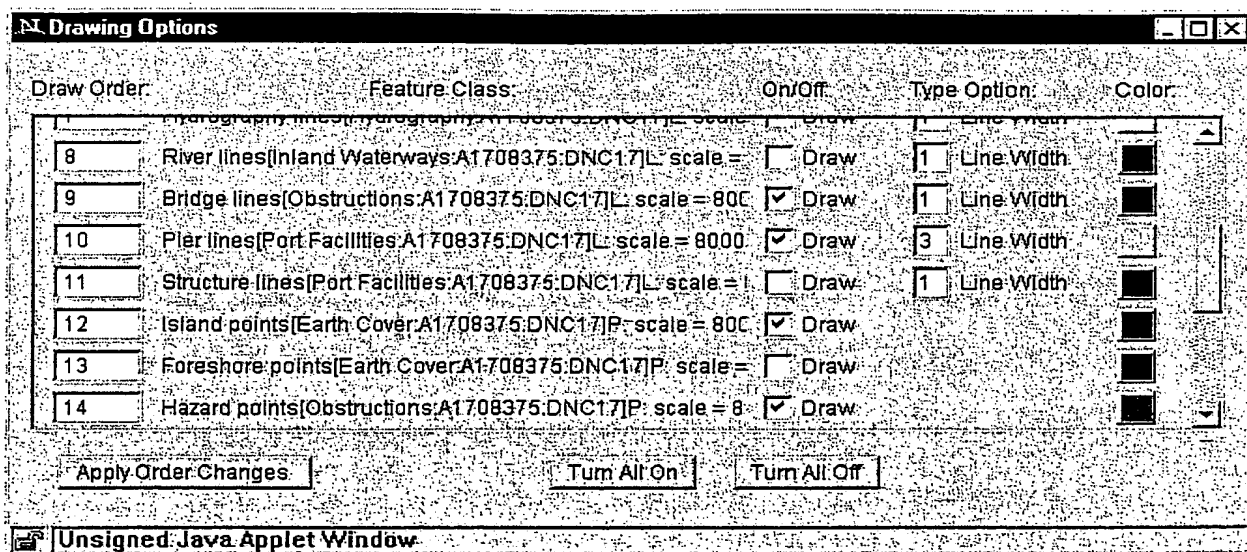 Drawing Options
Draw Order: Feature Class: On/Off: Type Option: Color:
8 River lines[Inland Waterways:A1708375:DNC17]L: scale = Draw 1 Line Width
9 Bridge lines[Obstructions:A1708375:DNC17]L: scale = 800 Draw 1 Line Width
10 Pier lines[Port Facilities:A1708375:DNC17]L: scale = 8000 Draw 3 Line Width
11 Structure lines[Port Facilities:A1708375:DNC17]L: scale = Draw 1 Line Width
12 Island points[Earth Cover:A1708375:DNC17]P: scale = 800 Draw
13 Foreshore points[Earth Cover:A1708375:DNC17]P: scale = Draw
14 Hazard points[Obstructions:A1708375:DNC17]P: scale = 8 Draw
Apply Order Changes Turn All On Turn All Off
Unsigned Java Applet Window